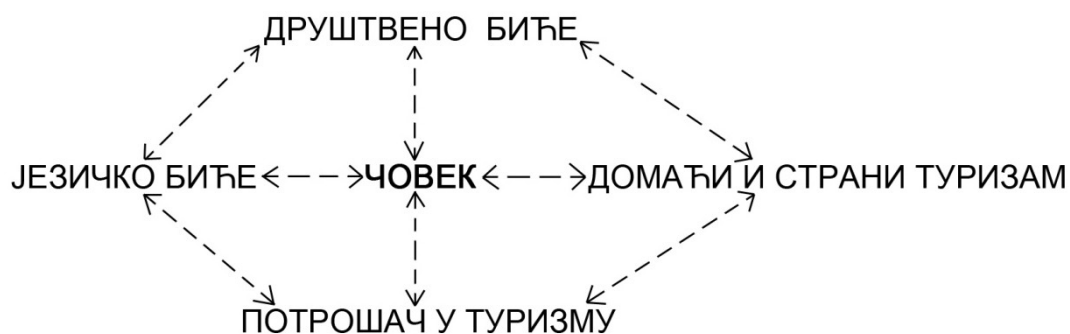 ДРУШТВЕНО БИЋЕ
ЈЕЗИЧКО БИЋЕ ЧОВЕК ДОМАЋИ И СТРАНИ ТУРИЗАМ
ПОТРОШАЧ У ТУРИЗМУ